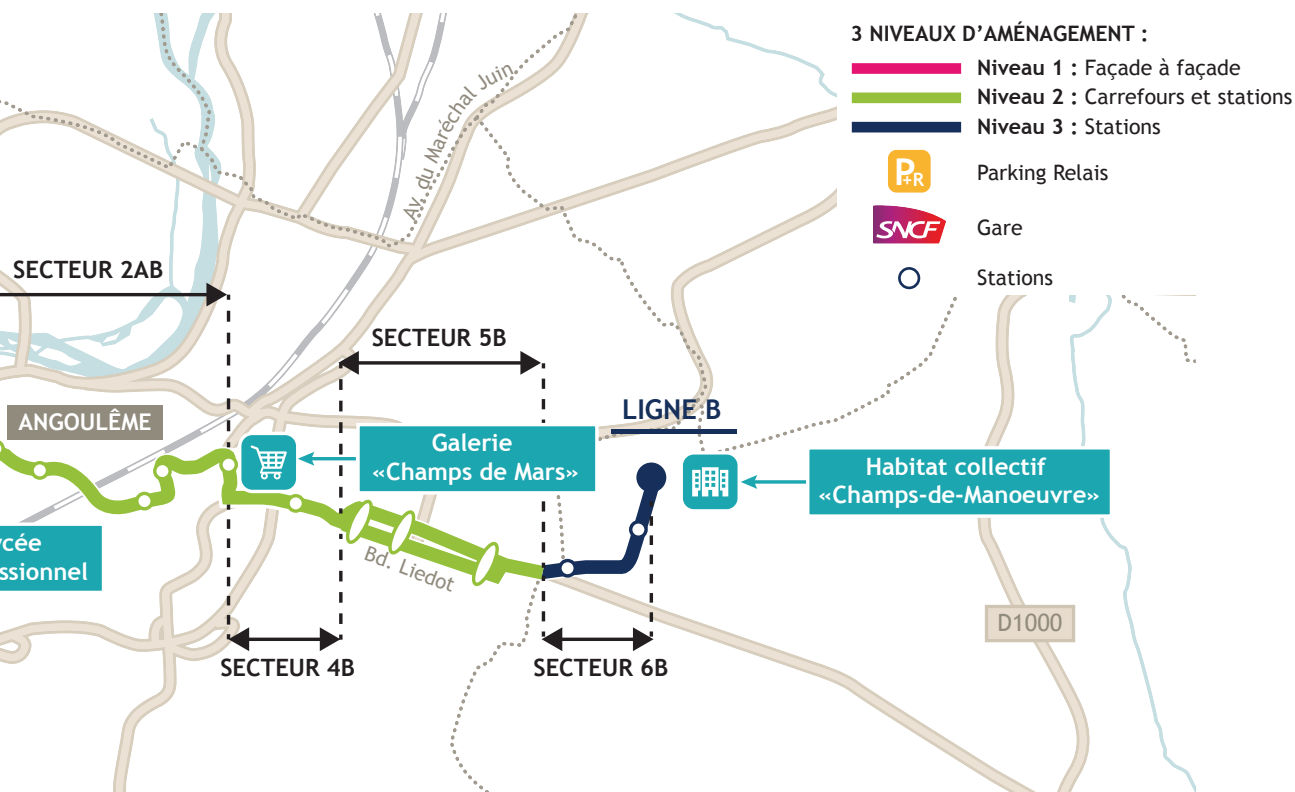 3 NIVEAUX D'AMÉNAGEMENT :
Niveau 1 : Façade à façade
Niveau 2 : Carrefours et stations
Niveau 3 : Stations
P+R
Parking Relais
SNCF
Gare
Stations
Av. du Maréchal Juin
SECTEUR 2AB
SECTEUR 5B
ANGOULÊME
LIGNE B
Galerie
«Champs de Mars»
Habitat collectif
«Champs-de-Manoeuvre»
ycée
ssionnel
Bd. Liedot
D1000
SECTEUR 4B
SECTEUR 6B